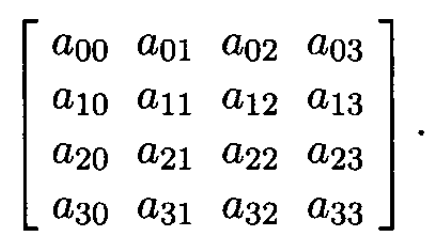 a₀₀ a₀₁ a₀₂ a₀₃
a₁₀ a₁₁ a₁₂ a₁₃
a₂₀ a₂₁ a₂₂ a₂₃
a₃₀ a₃₁ a₃₂ a₃₃ .